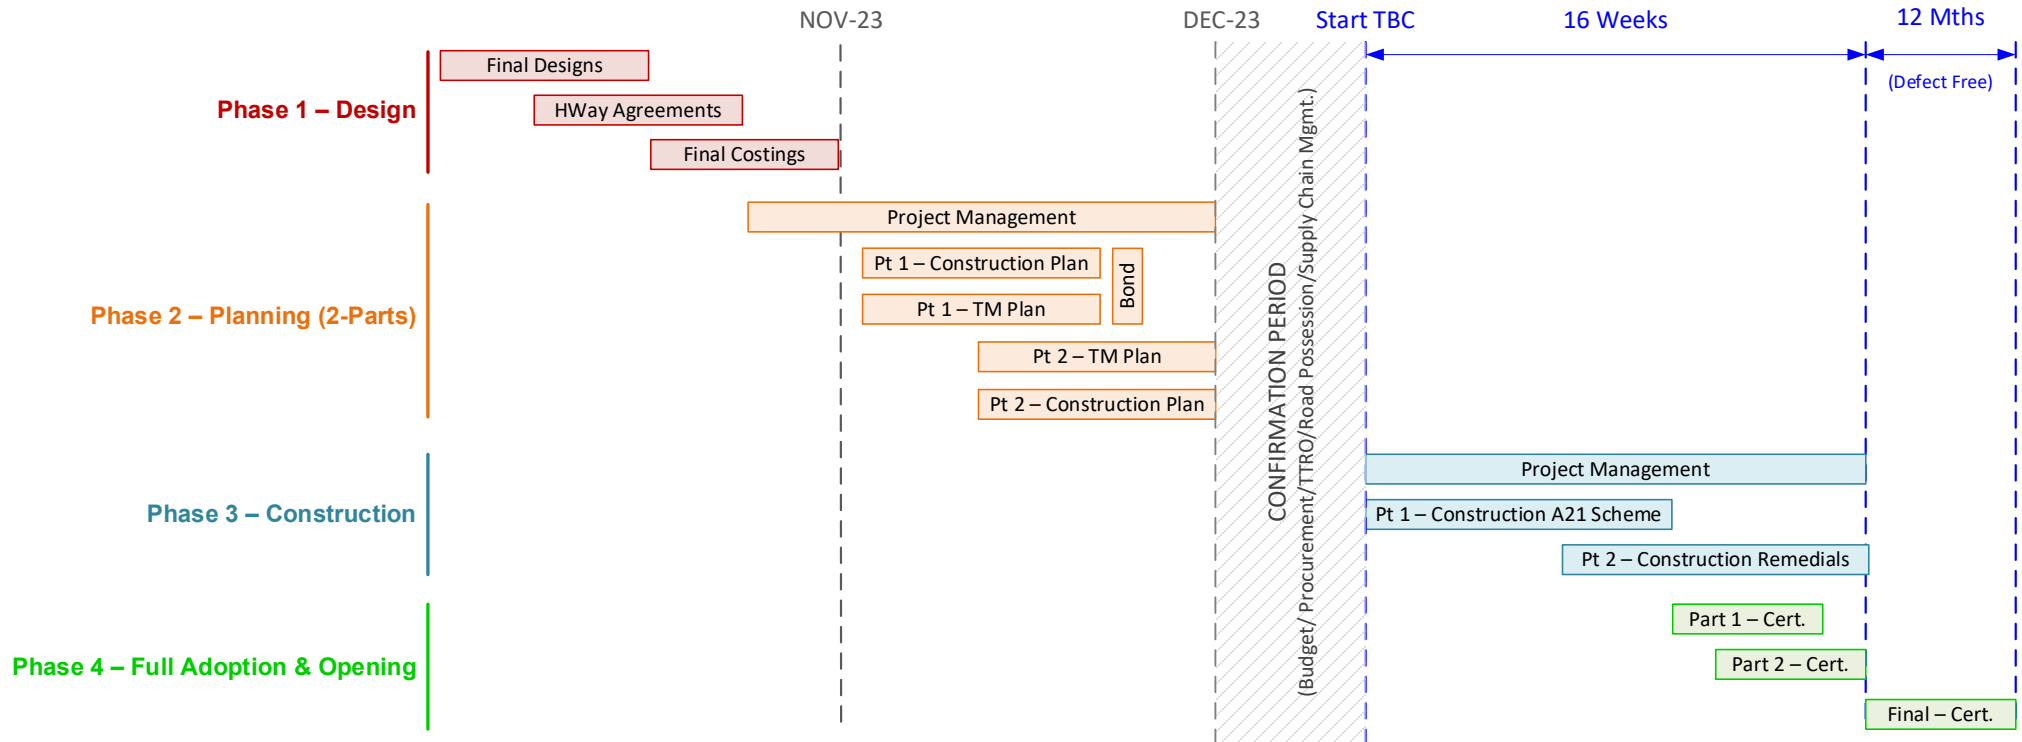 NOV-23
DEC-23
Start TBC
16 Weeks
12 Mths
(Defect Free)
Phase 1 – Design
Final Designs
HWay Agreements
Final Costings
Phase 2 – Planning (2-Parts)
Project Management
Pt 1 – Construction Plan
Pt 1 – TM Plan
Bond
Pt 2 – TM Plan
Pt 2 – Construction Plan
CONFIRMATION PERIOD
(Budget/ Procurement/TTRO/Road Possession/Supply Chain Mgmt.)
Phase 3 – Construction
Project Management
Pt 1 – Construction A21 Scheme
Pt 2 – Construction Remedials
Phase 4 – Full Adoption & Opening
Part 1 – Cert.
Part 2 – Cert.
Final – Cert.